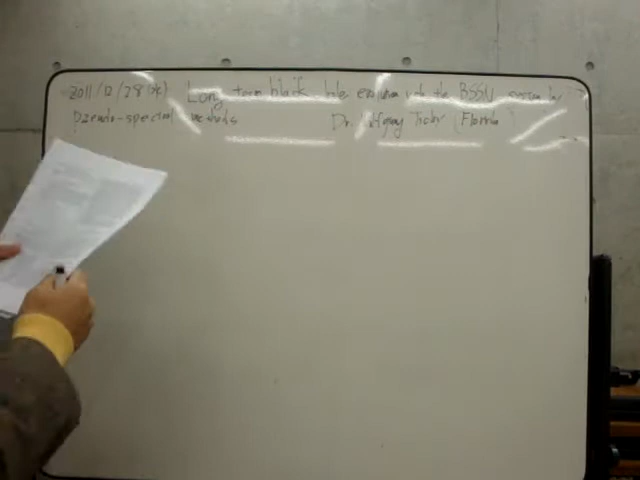 2011/12/28(水) Long term black hole evolution with the BSSN system by
Pseudo-spectral methods Dr. Wolfgang Tichy (Florida)